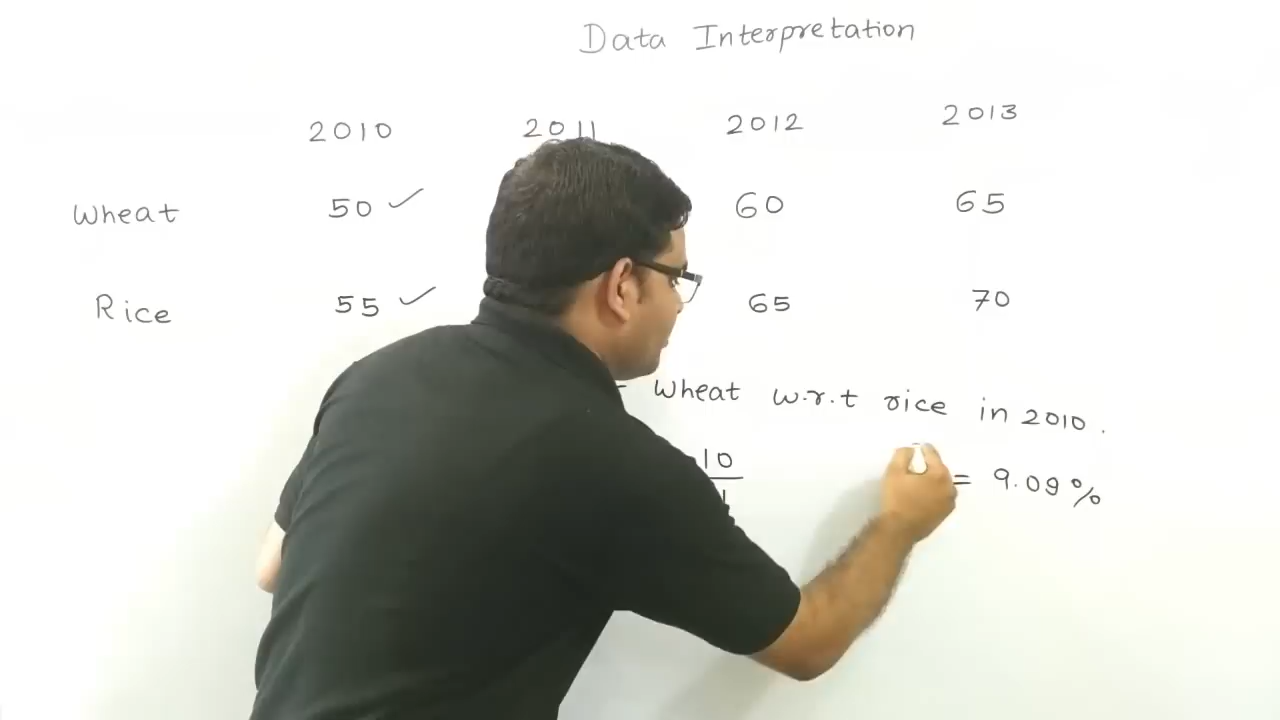 Data Interpretation
2010 2011 2012 2013
Wheat 50 ✓ 60 65
Rice 55 ✓ 65 70
Wheat w.r.t rice in 2010.
10
= 9.09%